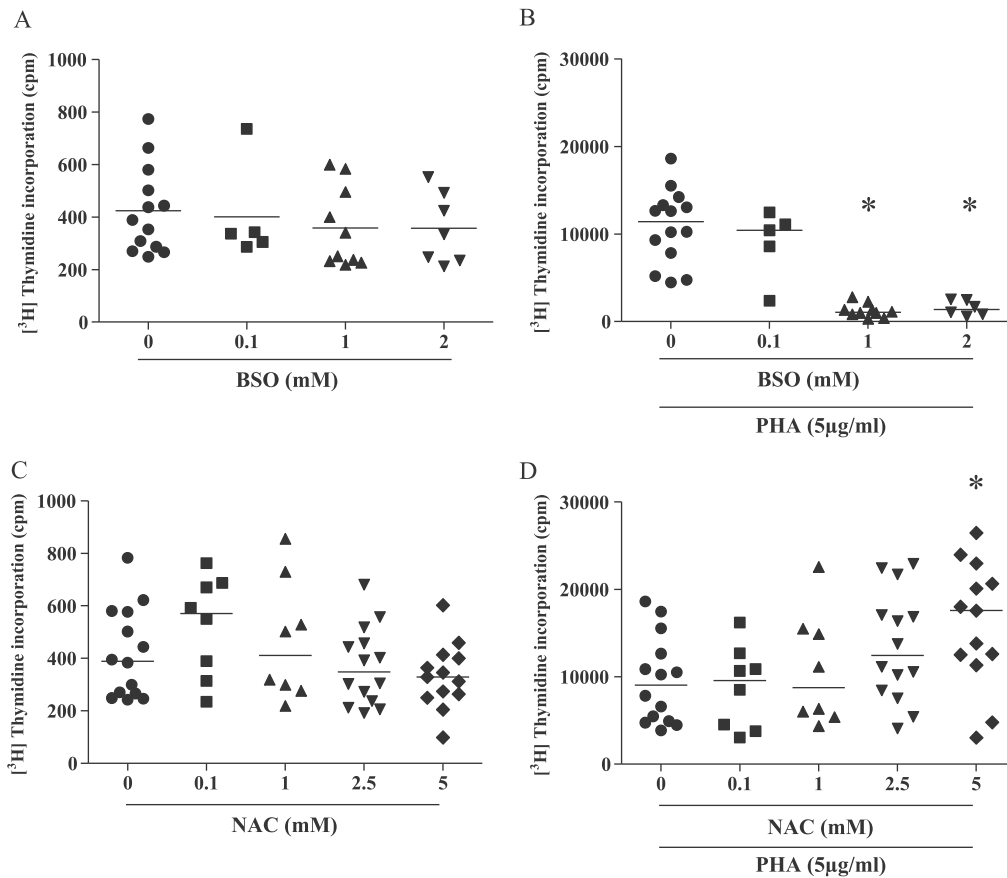 A
[³H] Thymidine incorporation (cpm)
1000
800
600
400
200
0
0 0.1 1 2
BSO (mM)
B
[³H] Thymidine incorporation (cpm)
30000
20000
10000
0
* *
0 0.1 1 2
BSO (mM)
PHA (5µg/ml)
C
[³H] Thymidine incorporation (cpm)
1000
800
600
400
200
0
0 0.1 1 2.5 5
NAC (mM)
D
[³H] Thymidine incorporation (cpm)
30000
20000
10000
0
*
0 0.1 1 2.5 5
NAC (mM)
PHA (5µg/ml)